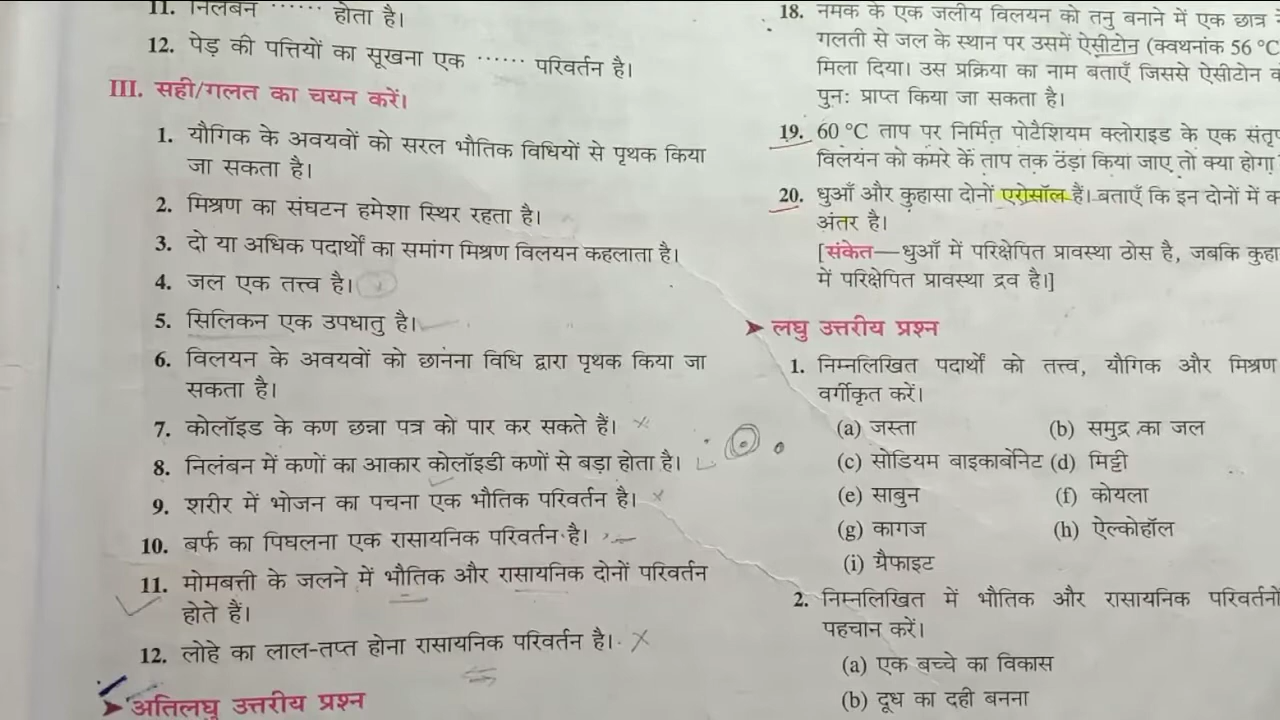 11. निलंबन ...... होता है।
12. पेड़ की पत्तियों का सूखना एक ...... परिवर्तन है।
III. सही/गलत का चयन करें।
1. यौगिक के अवयवों को सरल भौतिक विधियों से पृथक किया
जा सकता है।
2. मिश्रण का संघटन हमेशा स्थिर रहता है।
3. दो या अधिक पदार्थों का समांग मिश्रण विलयन कहलाता है।
4. जल एक तत्त्व है।
5. सिलिकन एक उपधातु है।
6. विलयन के अवयवों को छानना विधि द्वारा पृथक किया जा
सकता है।
7. कोलॉइड के कण छन्ना पत्र को पार कर सकते हैं।
8. निलंबन में कणों का आकार कोलॉइडी कणों से बड़ा होता है।
9. शरीर में भोजन का पचना एक भौतिक परिवर्तन है।
10. बर्फ का पिघलना एक रासायनिक परिवर्तन है।
11. मोमबत्ती के जलने में भौतिक और रासायनिक दोनों परिवर्तन
होते हैं।
12. लोहे का लाल-तप्त होना रासायनिक परिवर्तन है।
अतिलघु उत्तरीय प्रश्न
18. नमक के एक जलीय विलयन को तनु बनाने में एक छात्र
गलती से जल के स्थान पर उसमें ऐसीटोन (क्वथनांक 56 °C
मिला दिया। उस प्रक्रिया का नाम बताएँ जिससे ऐसीटोन
पुनः प्राप्त किया जा सकता है।
19. 60 °C ताप पर निर्मित पोटैशियम क्लोराइड के एक संतृ
विलयन को कमरे के ताप तक ठंड़ा किया जाए तो क्या होगा
20. धुआँ और कुहासा दोनों एरोसॉल हैं। बताएँ कि इन दोनों में
अंतर है।
[संकेत—धुआँ में परिक्षेपित प्रावस्था ठोस है, जबकि कुहा
में परिक्षेपित प्रावस्था द्रव है।]
लघु उत्तरीय प्रश्न
1. निम्नलिखित पदार्थों को तत्त्व, यौगिक और मिश्रण
वर्गीकृत करें।
(a) जस्ता (b) समुद्र का जल
(c) सोडियम बाइकार्बोनेट (d) मिट्टी
(e) साबुन (f) कोयला
(g) कागज (h) ऐल्कोहॉल
(i) ग्रैफाइट
2. निम्नलिखित में भौतिक और रासायनिक परिवर्तनों
पहचान करें।
(a) एक बच्चे का विकास
(b) दूध का दही बनना